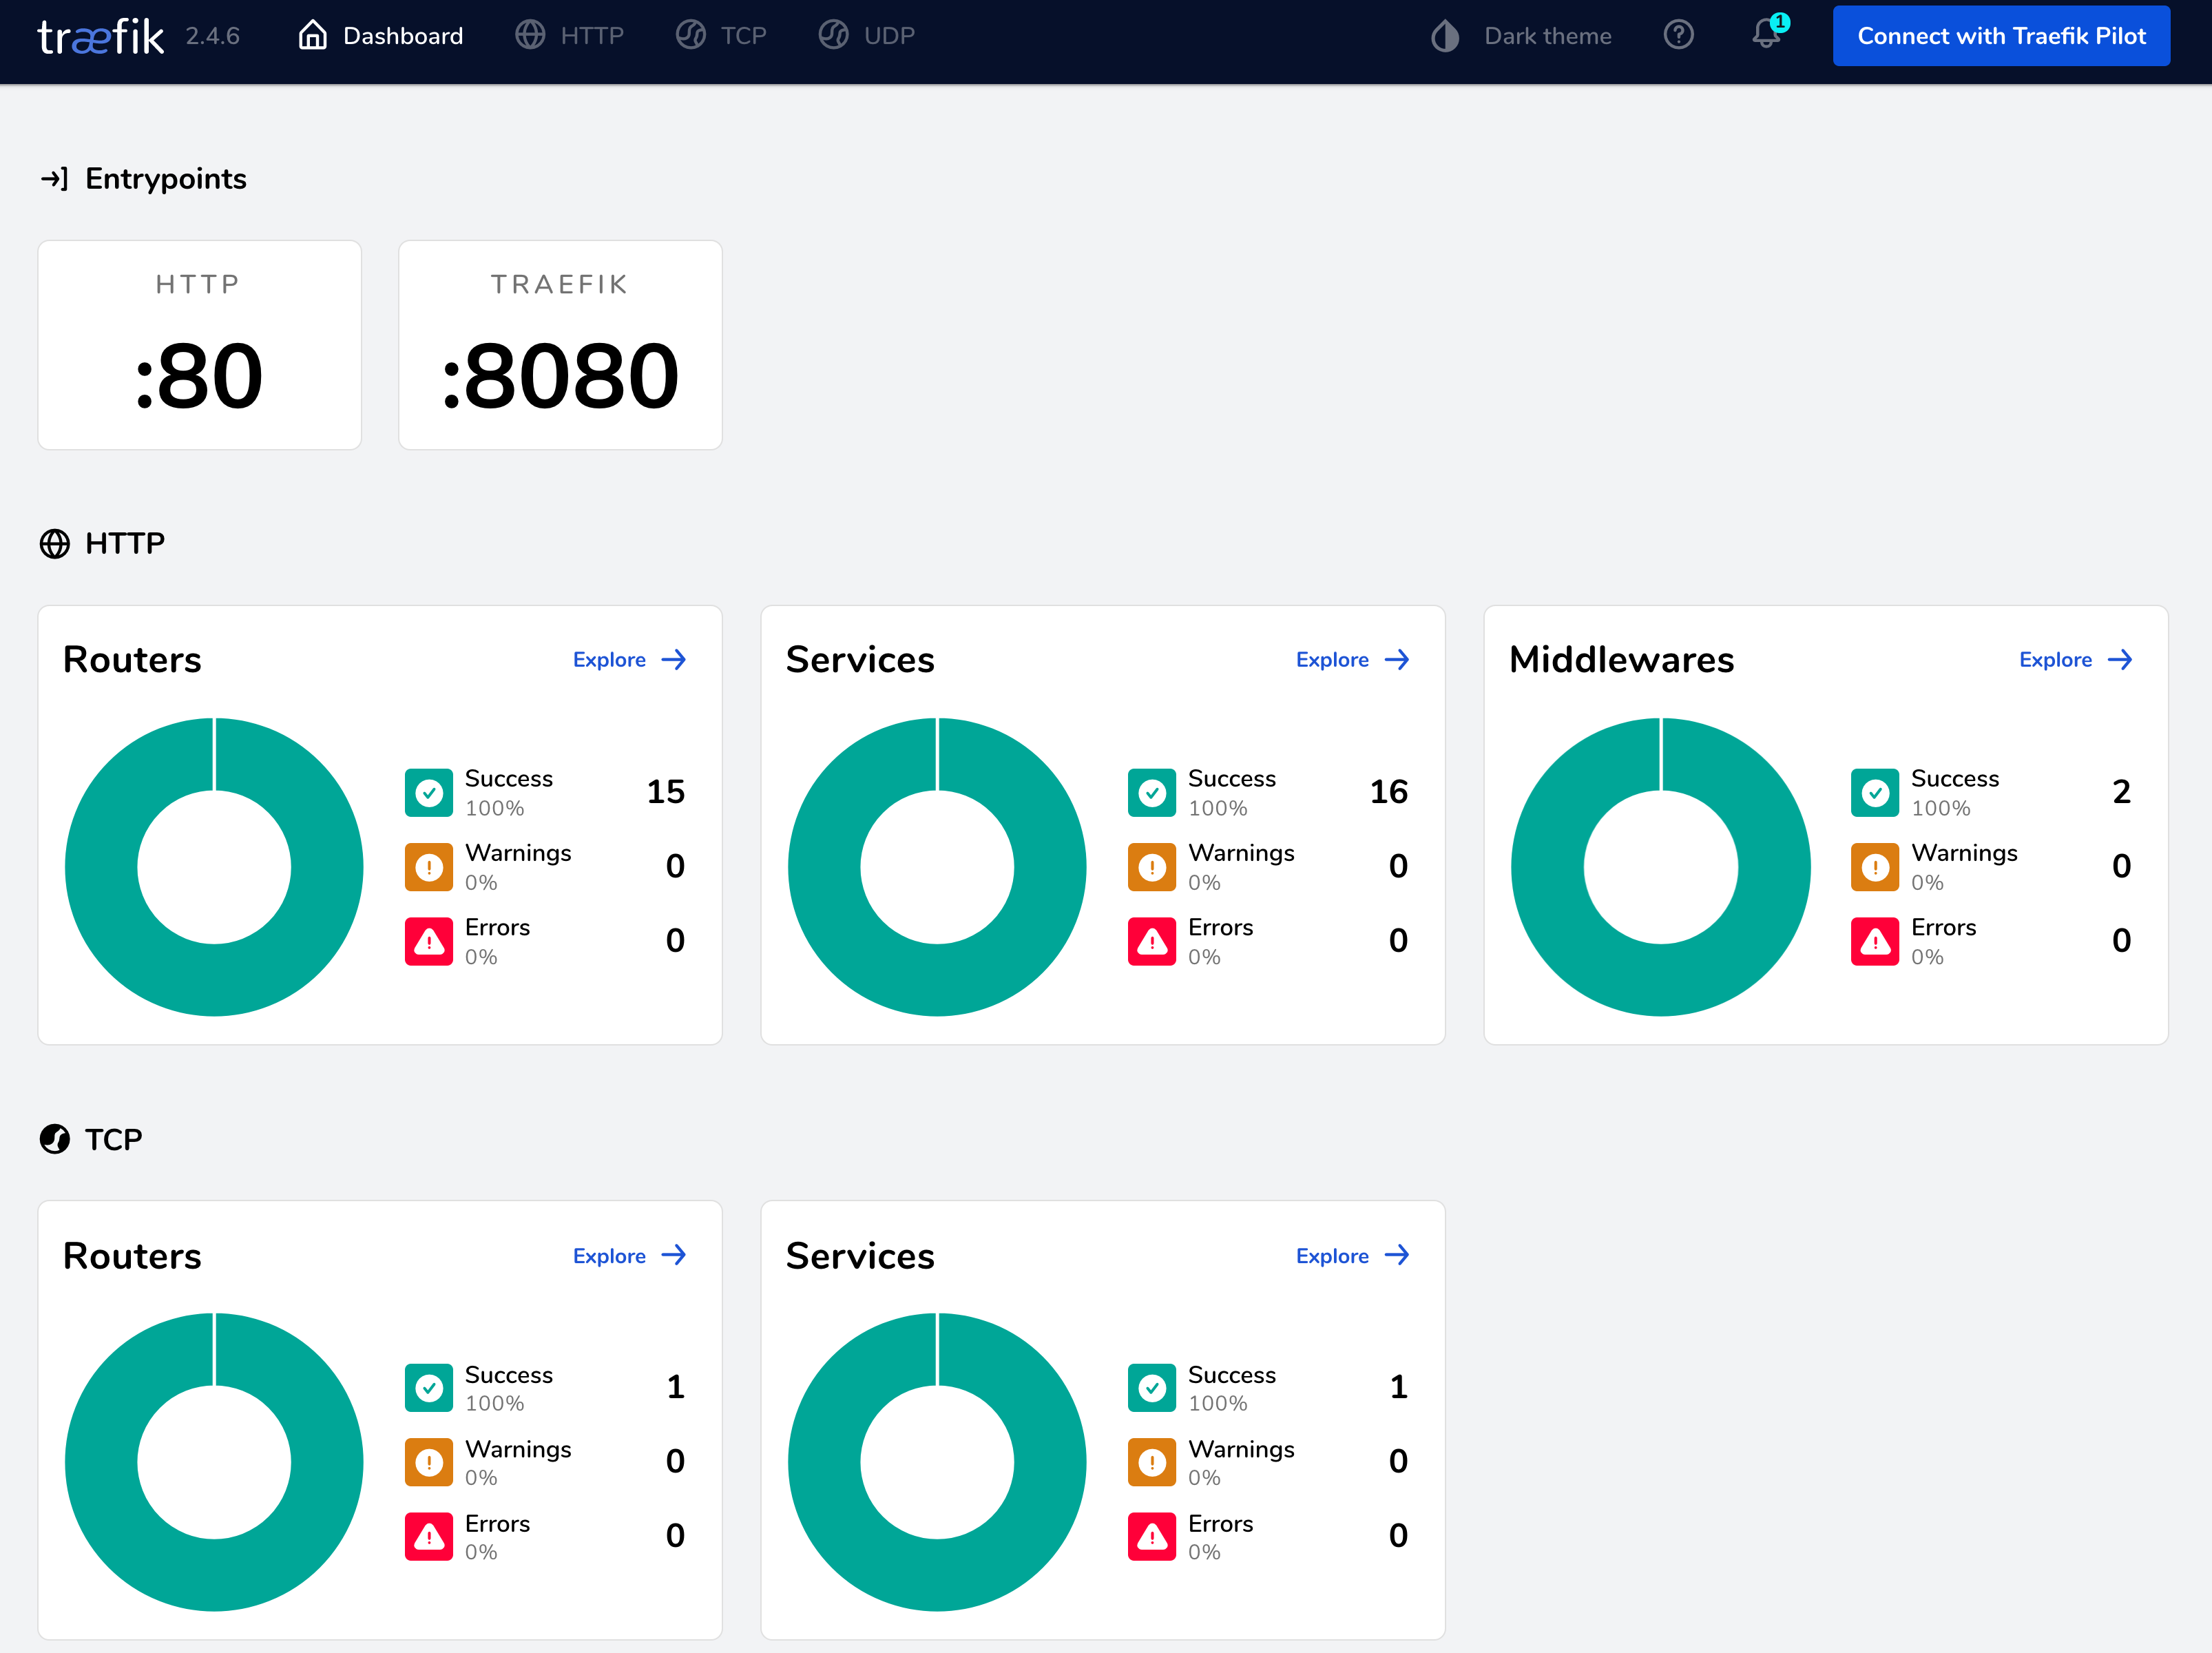 træfik 2.4.6 Dashboard HTTP TCP UDP Dark theme 1 Connect with Traefik Pilot
Entrypoints
HTTP TRAEFIK
:80 :8080
HTTP
Routers Explore Services Explore Middlewares Explore
Success 15 Success 16 Success 2
100% 100% 100%
Warnings 0 Warnings 0 Warnings 0
0% 0% 0%
Errors 0 Errors 0 Errors 0
0% 0% 0%
TCP
Routers Explore Services Explore
Success 1 Success 1
100% 100%
Warnings 0 Warnings 0
0% 0%
Errors 0 Errors 0
0% 0%